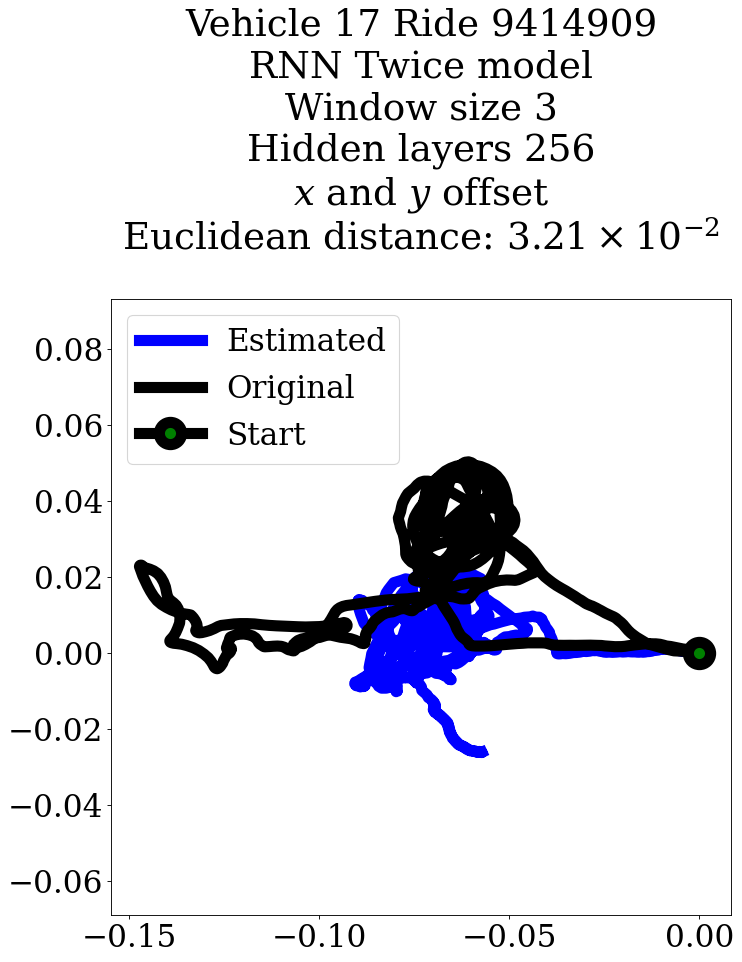 Vehicle 17 Ride 9414909
RNN Twice model
Window size 3
Hidden layers 256
x and y offset
Euclidean distance: 3.21 × 10⁻²
Estimated
Original
Start
0.08
0.06
0.04
0.02
0.00
−0.02
−0.04
−0.06
−0.15 −0.10 −0.05 0.00